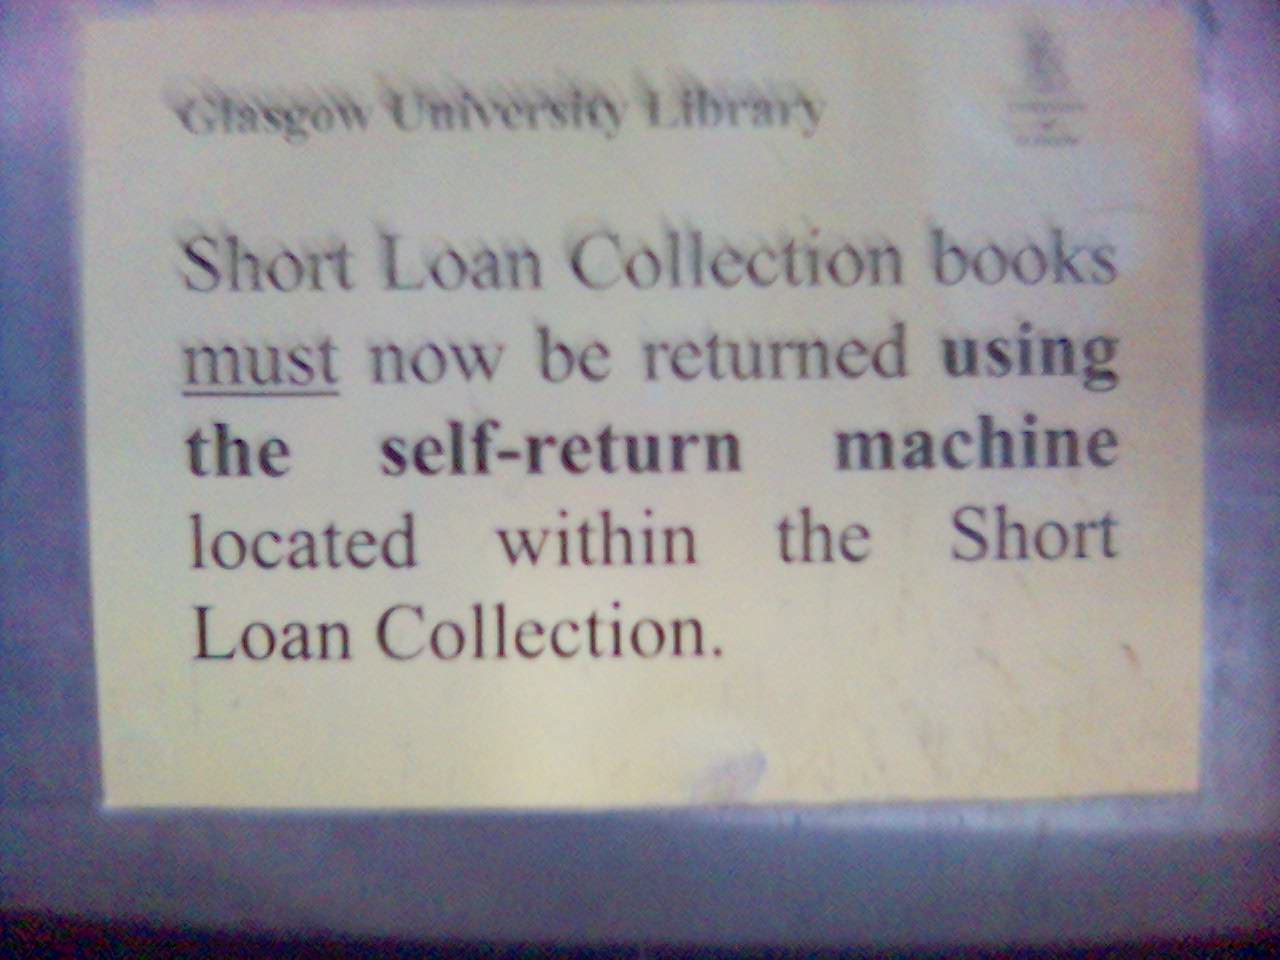 Glasgow University Library
Short Loan Collection books
must now be returned using
the self-return machine
located within the Short
Loan Collection.